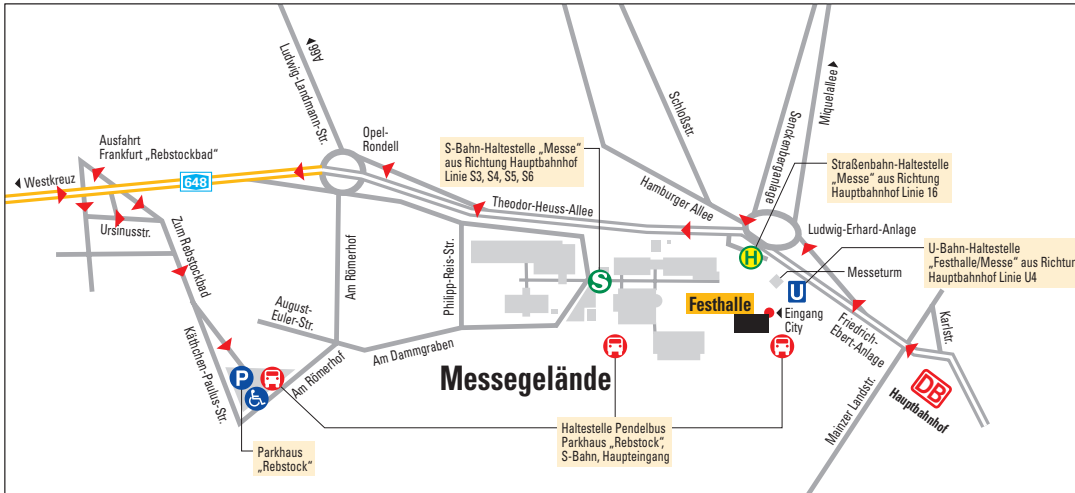 A66
Ludwig-Landmann-Str.
Opel-
Rondell
Ausfahrt
Frankfurt „Rebstockbad“
Westkreuz
648
Ursinusstr.
Zum Rebstockbad
Käthchen-Paulus-Str.
August-
Euler-Str.
Am Römerhof
Am Römerhof
Philipp-Reis-Str.
Am Dammgraben
Theodor-Heuss-Allee
S-Bahn-Haltestelle „Messe“
aus Richtung Hauptbahnhof
Linie S3, S4, S5, S6
S
Schloßstr.
Hamburger Allee
Senckenberganlage
Miquelallee
Straßenbahn-Haltestelle
„Messe“ aus Richtung
Hauptbahnhof Linie 16
H
Ludwig-Erhard-Anlage
U-Bahn-Haltestelle
„Festhalle/Messe“ aus Richtun
Hauptbahnhof Linie U4
U
Messeturm
Festhalle
Eingang
City
Friedrich-
Ebert-Anlage
Karlstr.
Mainzer Landstr.
DB
Hauptbahnhof
Messegelände
P
Parkhaus
„Rebstock“
Haltestelle Pendelbus
Parkhaus „Rebstock“,
S-Bahn, Haupteingang